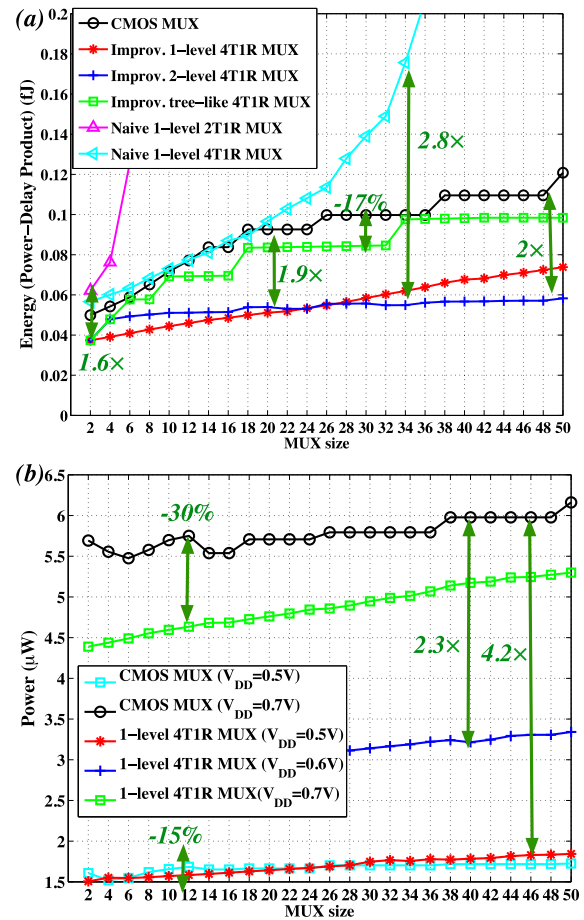 (a)
CMOS MUX
Improv. 1-level 4T1R MUX
Improv. 2-level 4T1R MUX
Improv. tree-like 4T1R MUX
Naive 1-level 2T1R MUX
Naive 1-level 4T1R MUX
Energy (Power-Delay Product) (fJ)
0.2
0.18
0.16
0.14
0.12
0.1
0.08
0.06
0.04
0.02
0
2.8×
-17%
1.9×
2×
1.6×
2 4 6 8 10 12 14 16 18 20 22 24 26 28 30 32 34 36 38 40 42 44 46 48 50
MUX size
(b)
Power (μW)
6.5
6
5.5
5
4.5
4
3.5
3
2.5
2
1.5
-30%
2.3×
4.2×
CMOS MUX (VDD=0.5V)
CMOS MUX (VDD=0.7V)
1-level 4T1R MUX (VDD=0.5V)
1-level 4T1R MUX (VDD=0.6V)
1-level 4T1R MUX(VDD=0.7V)
-15%
2 4 6 8 10 12 14 16 18 20 22 24 26 28 30 32 34 36 38 40 42 44 46 48 50
MUX size